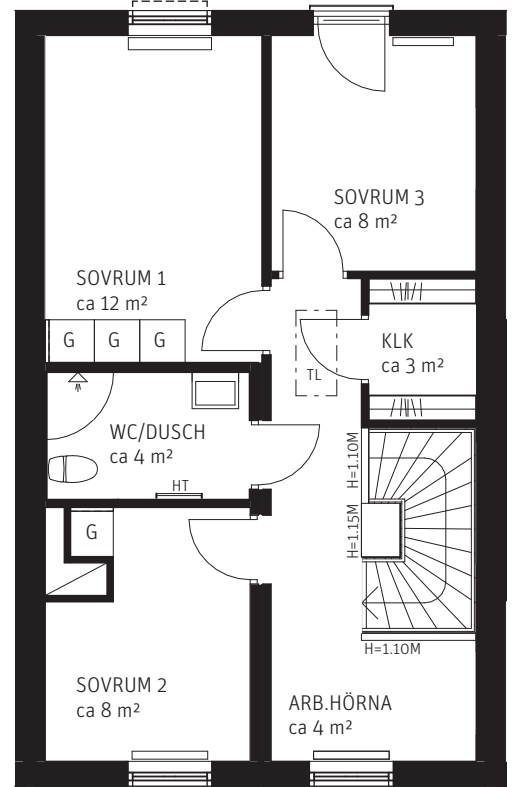 SOVRUM 3
ca 8 m²
SOVRUM 1
ca 12 m²
G G G
KLK
ca 3 m²
TL
WC/DUSCH
ca 4 m²
HT
H=1.10M
H=1.15M
G
H=1.10M
SOVRUM 2
ca 8 m²
ARB.HÖRNA
ca 4 m²